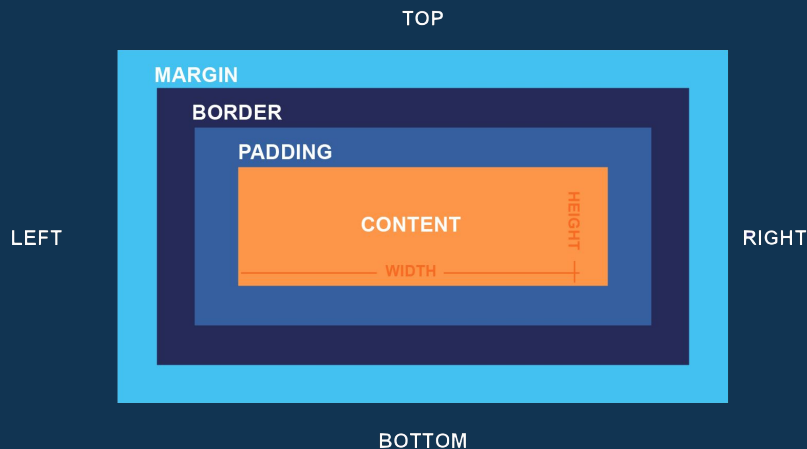 TOP
MARGIN
BORDER
PADDING
HEIGHT
CONTENT
LEFT
RIGHT
WIDTH
BOTTOM